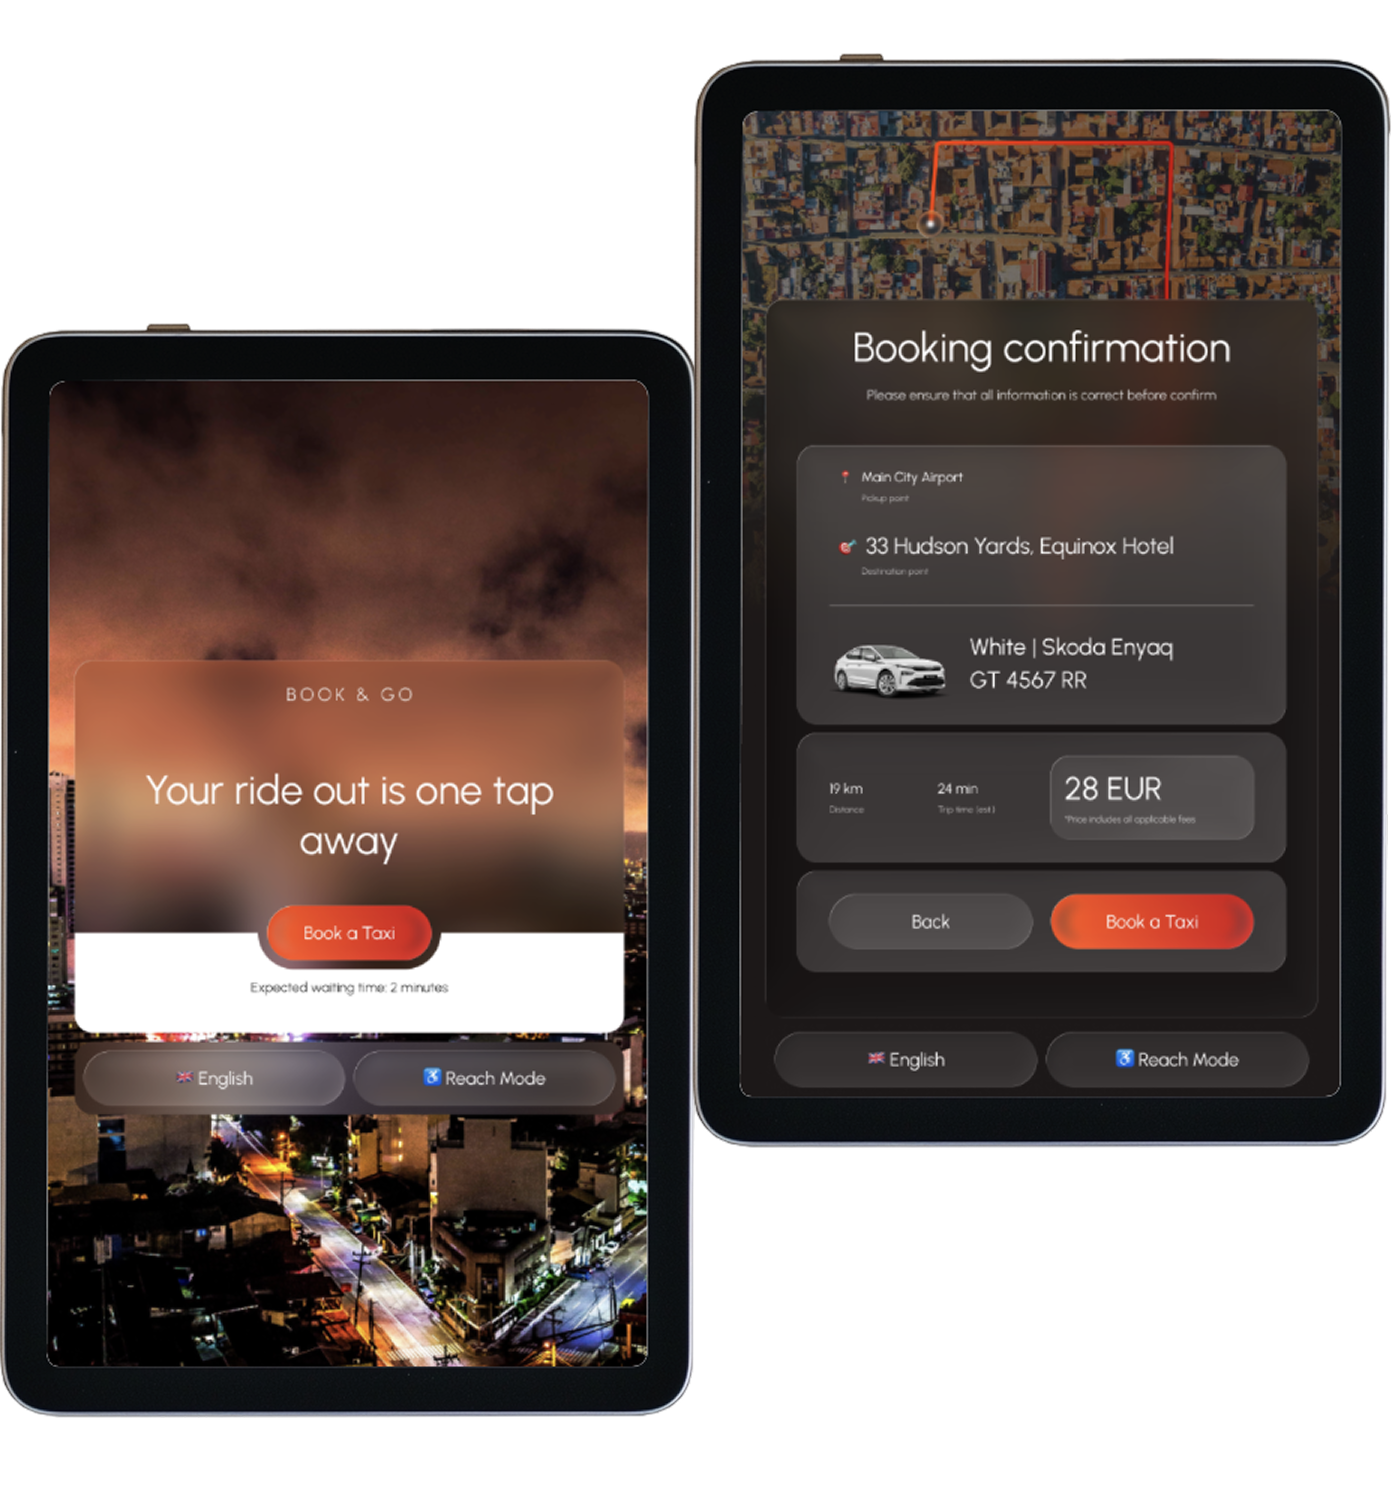 BOOK & GO
Your ride out is one tap
away
Book a Taxi
Expected waiting time: 2 minutes
English
Reach Mode
Booking confirmation
Please ensure that all information is correct before confirm
Main City Airport
Pickup point
33 Hudson Yards, Equinox Hotel
Destination point
White | Skoda Enyaq
GT 4567 RR
19 km
Distance
24 min
Trip time (est.)
28 EUR
*Price includes all applicable fees
Back
Book a Taxi
English
Reach Mode